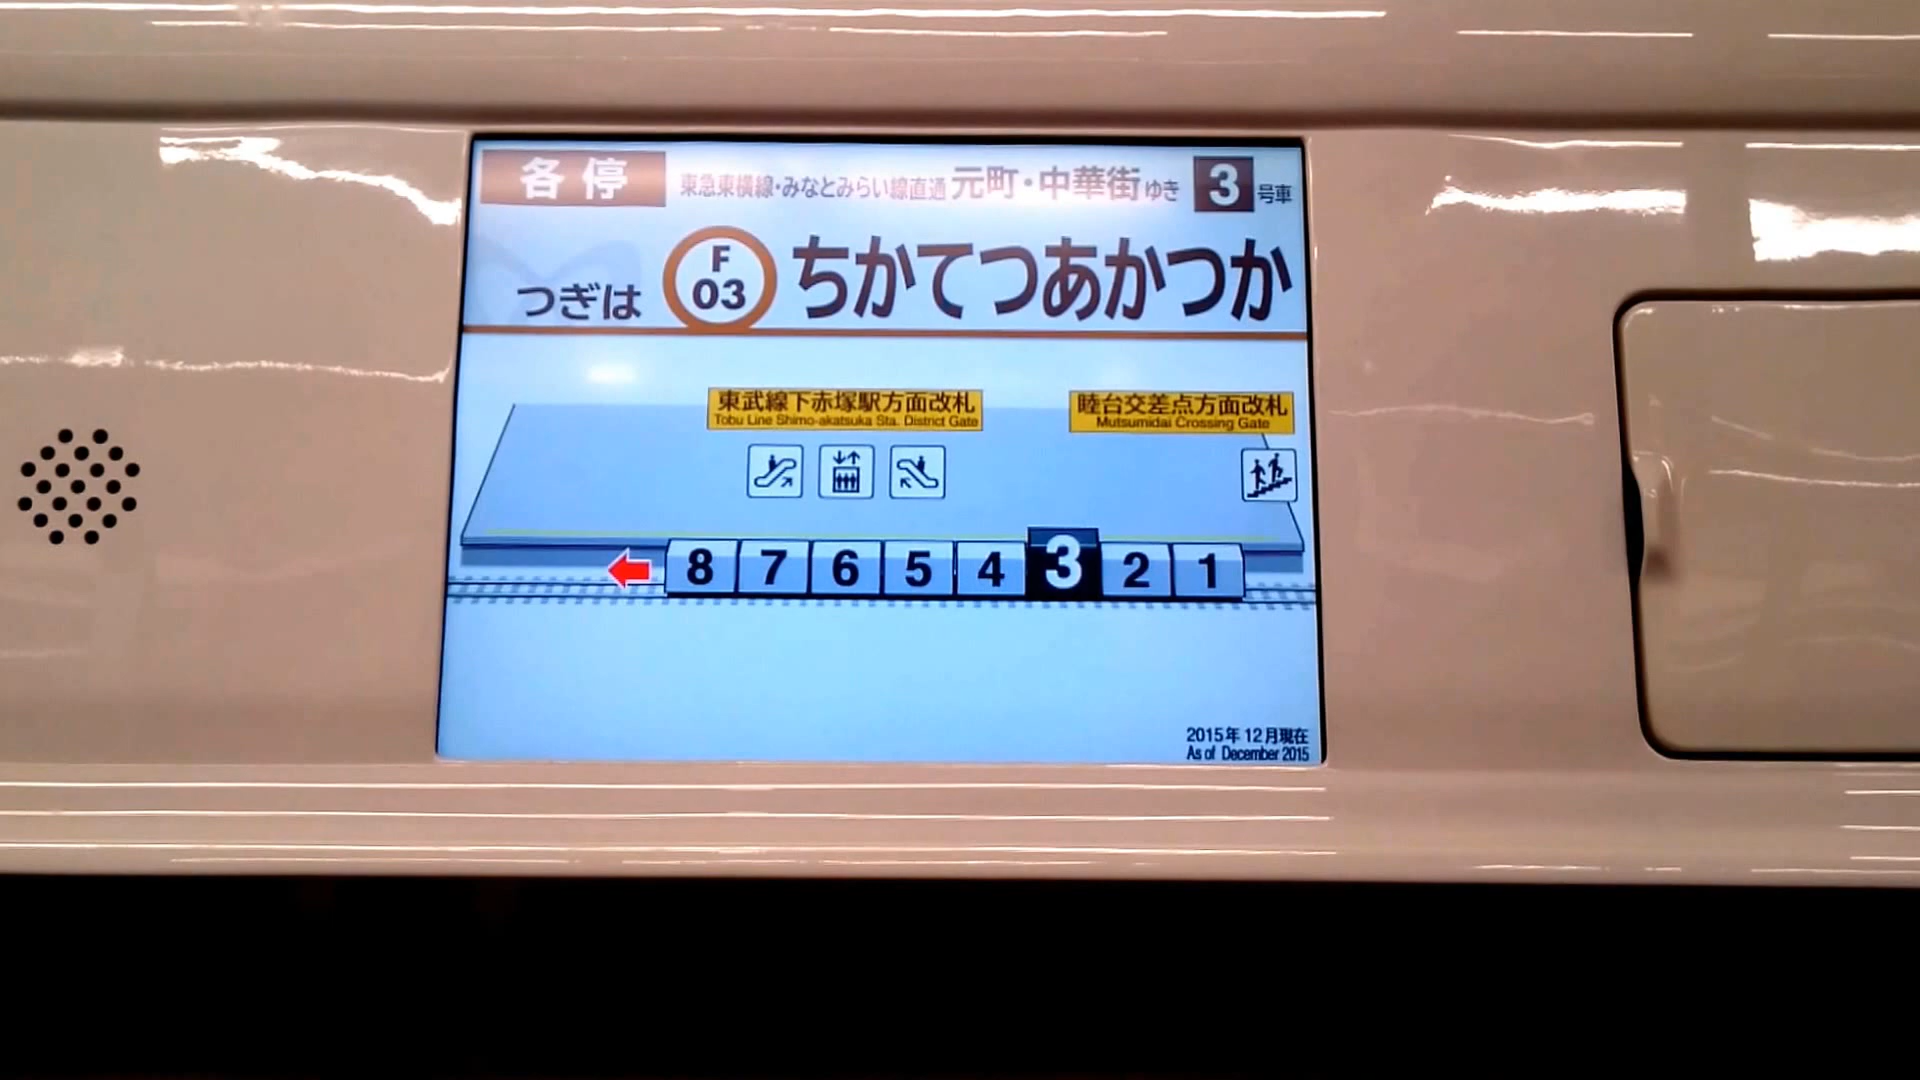 各停 東急東横線・みなとみらい線直通 元町・中華街 ゆき 3 号車
つぎは F 03 ちかてつあかつか
東武線下赤塚駅方面改札 睦台交差点方面改札
Tobu Line Shimo-akatsuka Sta. District Gate Mutsumidai Crossing Gate
8 7 6 5 4 3 2 1
2015年12月現在
As of December 2015